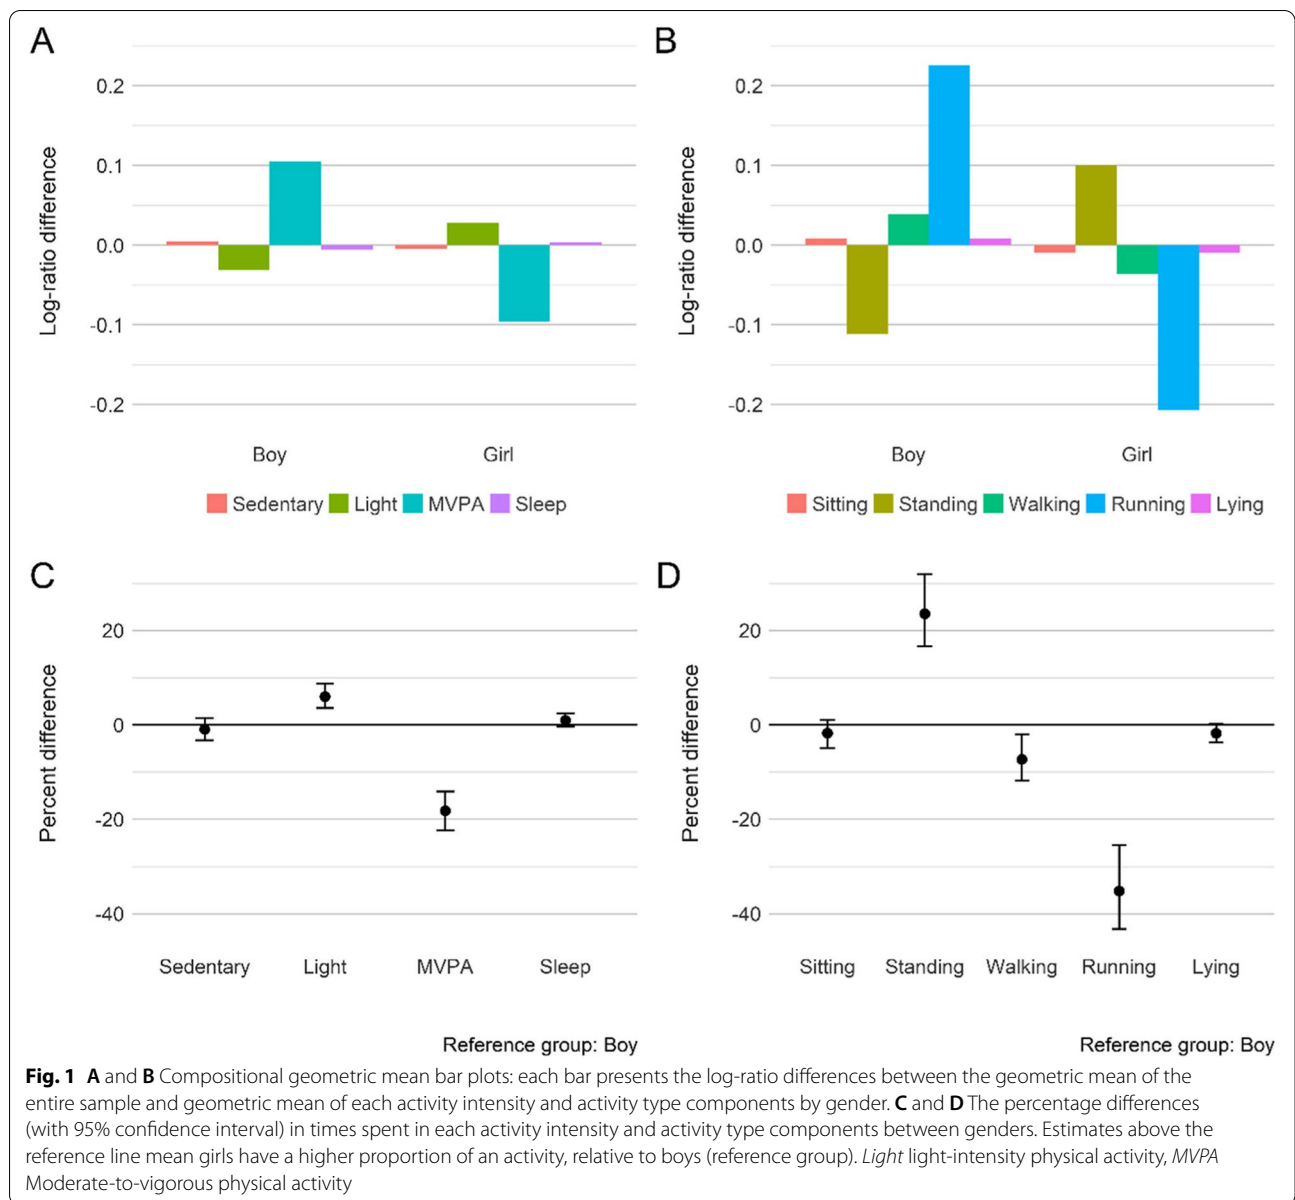 A
0.2
0.1
0.0
-0.1
-0.2
Log-ratio difference
Boy Girl
Sedentary Light MVPA Sleep
B
0.2
0.1
0.0
-0.1
-0.2
Log-ratio difference
Boy Girl
Sitting Standing Walking Running Lying
C
20
0
-20
-40
Percent difference
Sedentary Light MVPA Sleep
Reference group: Boy
D
20
0
-20
-40
Percent difference
Sitting Standing Walking Running Lying
Reference group: Boy
Fig. 1 A and B Compositional geometric mean bar plots: each bar presents the log-ratio differences between the geometric mean of the
entire sample and geometric mean of each activity intensity and activity type components by gender. C and D The percentage differences
(with 95% confidence interval) in times spent in each activity intensity and activity type components between genders. Estimates above the
reference line mean girls have a higher proportion of an activity, relative to boys (reference group). Light light-intensity physical activity, MVPA
Moderate-to-vigorous physical activity